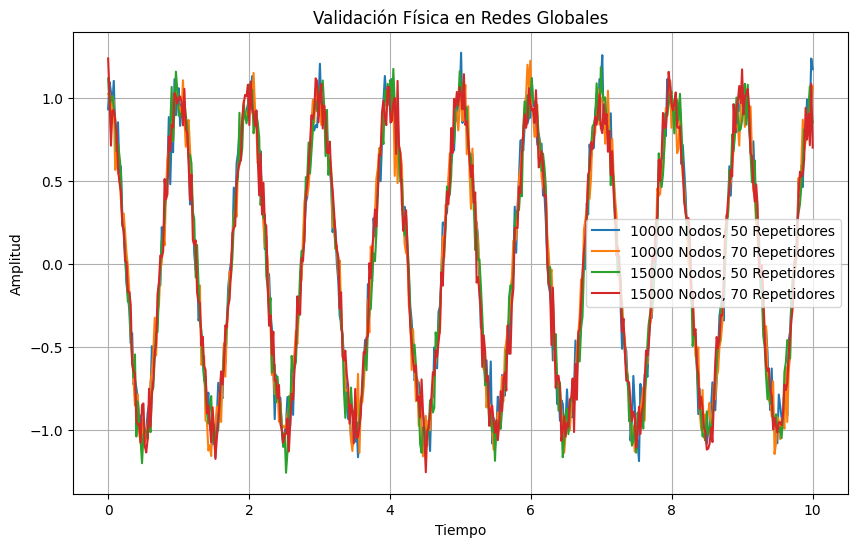 Validación Física en Redes Globales
Amplitud
1.0
0.5
0.0
−0.5
−1.0
10000 Nodos, 50 Repetidores
10000 Nodos, 70 Repetidores
15000 Nodos, 50 Repetidores
15000 Nodos, 70 Repetidores
0 2 4 6 8 10
Tiempo